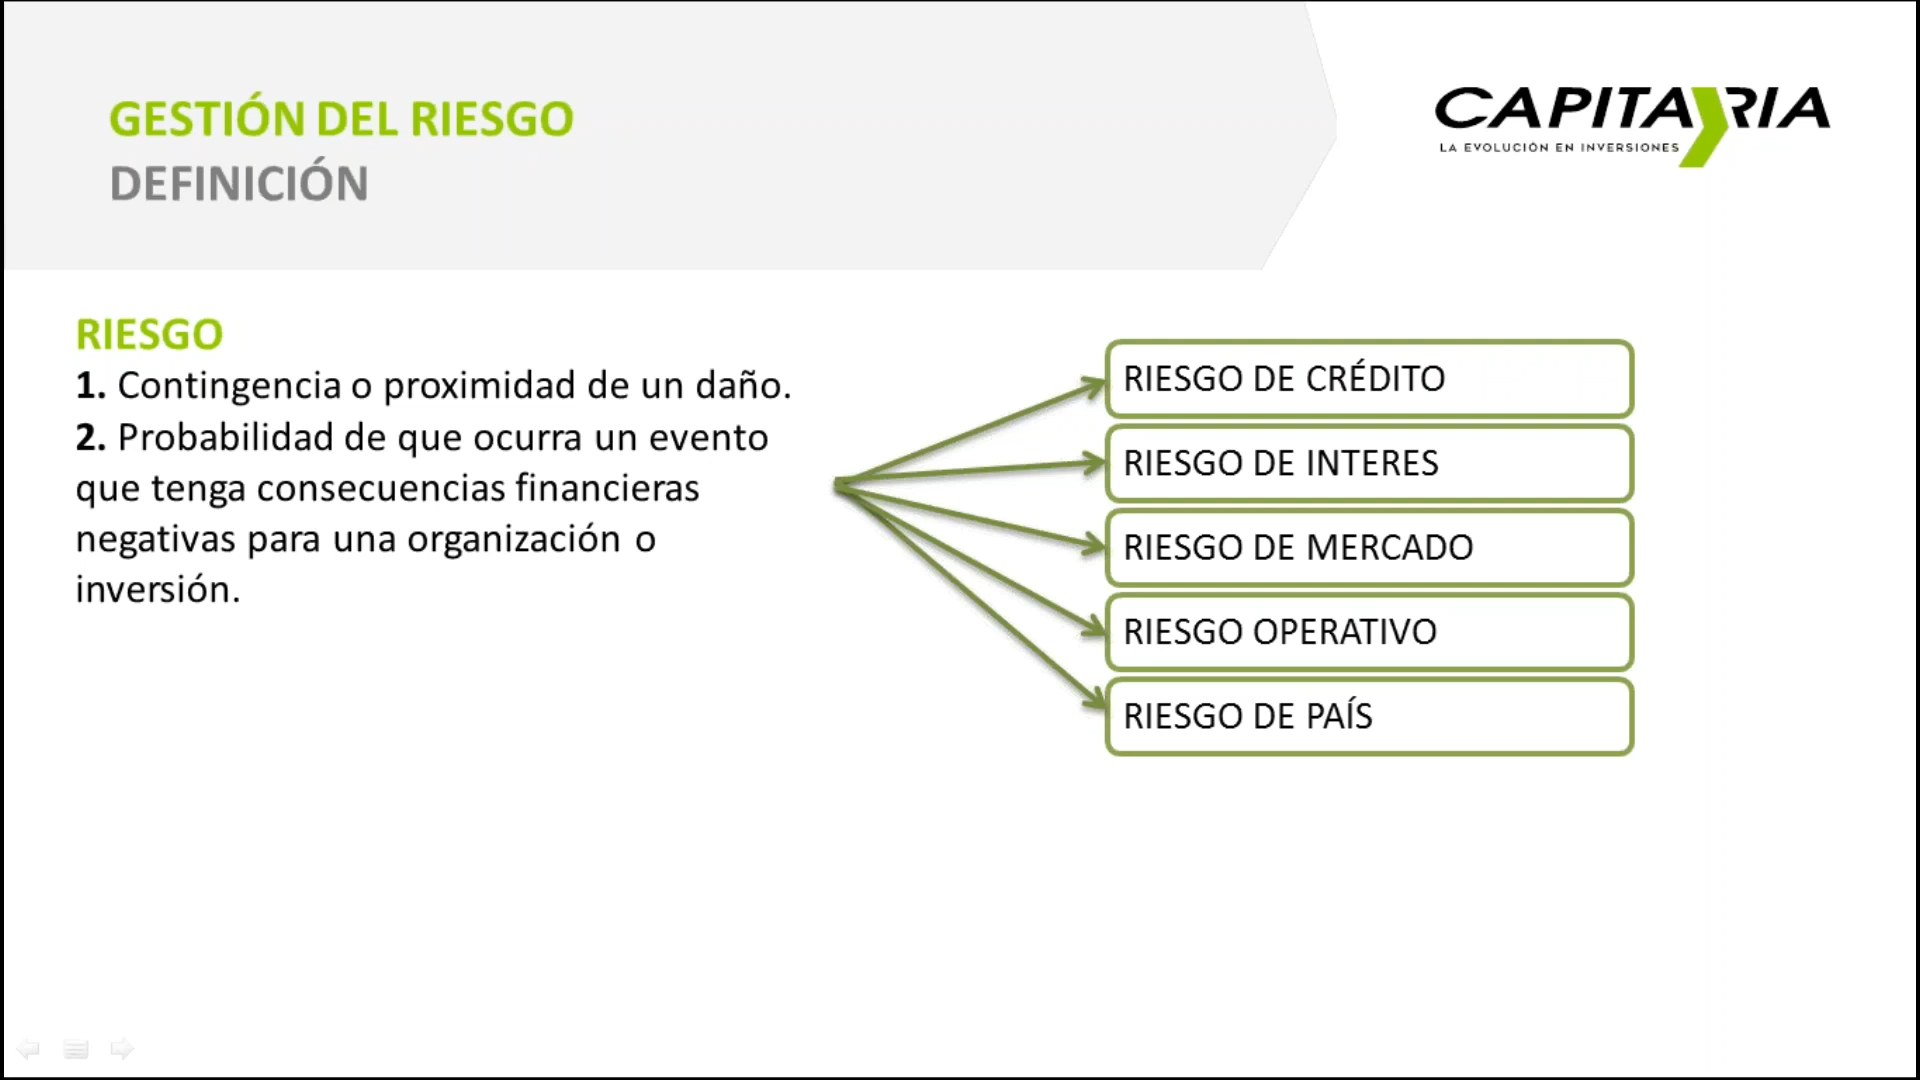 GESTIÓN DEL RIESGO
DEFINICIÓN
CAPITARIA
LA EVOLUCIÓN EN INVERSIONES
RIESGO
1. Contingencia o proximidad de un daño.
2. Probabilidad de que ocurra un evento
que tenga consecuencias financieras
negativas para una organización o
inversión.
RIESGO DE CRÉDITO
RIESGO DE INTERES
RIESGO DE MERCADO
RIESGO OPERATIVO
RIESGO DE PAÍS